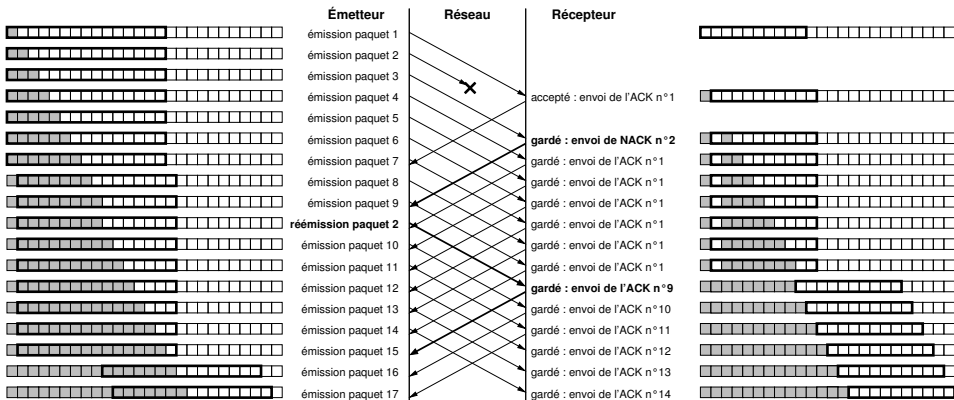 Émetteur Réseau Récepteur
émission paquet 1
émission paquet 2
émission paquet 3
émission paquet 4 accepté : envoi de l'ACK n°1
émission paquet 5
émission paquet 6 gardé : envoi de NACK n°2
émission paquet 7 gardé : envoi de l'ACK n°1
émission paquet 8 gardé : envoi de l'ACK n°1
émission paquet 9 gardé : envoi de l'ACK n°1
réémission paquet 2 gardé : envoi de l'ACK n°1
émission paquet 10 gardé : envoi de l'ACK n°1
émission paquet 11 gardé : envoi de l'ACK n°1
émission paquet 12 gardé : envoi de l'ACK n°9
émission paquet 13 gardé : envoi de l'ACK n°10
émission paquet 14 gardé : envoi de l'ACK n°11
émission paquet 15 gardé : envoi de l'ACK n°12
émission paquet 16 gardé : envoi de l'ACK n°13
émission paquet 17 gardé : envoi de l'ACK n°14